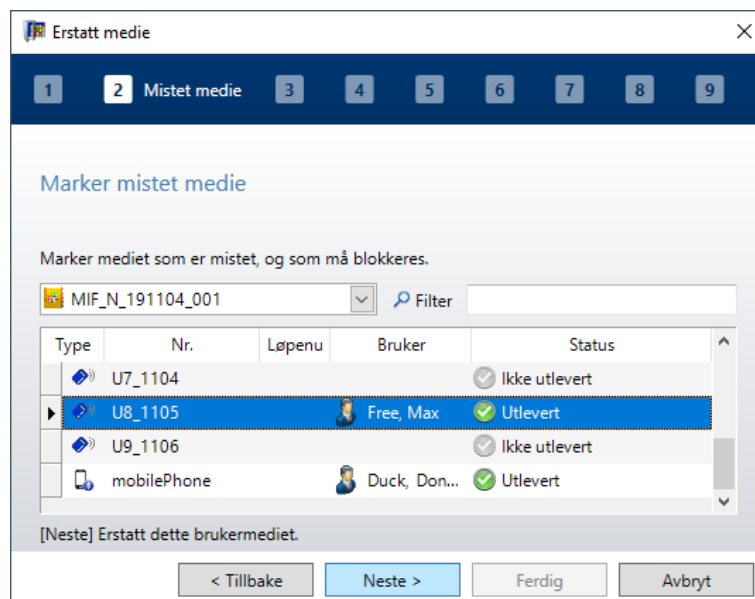 Erstatt medie
1 2 Mistet medie 3 4 5 6 7 8 9
Marker mistet medie
Marker mediet som er mistet, og som må blokkeres.
MIF_N_191104_001 Filter
Type Nr. Løpenu Bruker Status
U7_1104 Ikke utlevert
U8_1105 Free, Max Utlevert
U9_1106 Ikke utlevert
mobilePhone Duck, Don... Utlevert
[Neste] Erstatt dette brukermediet.
< Tillbake Neste > Ferdig Avbryt